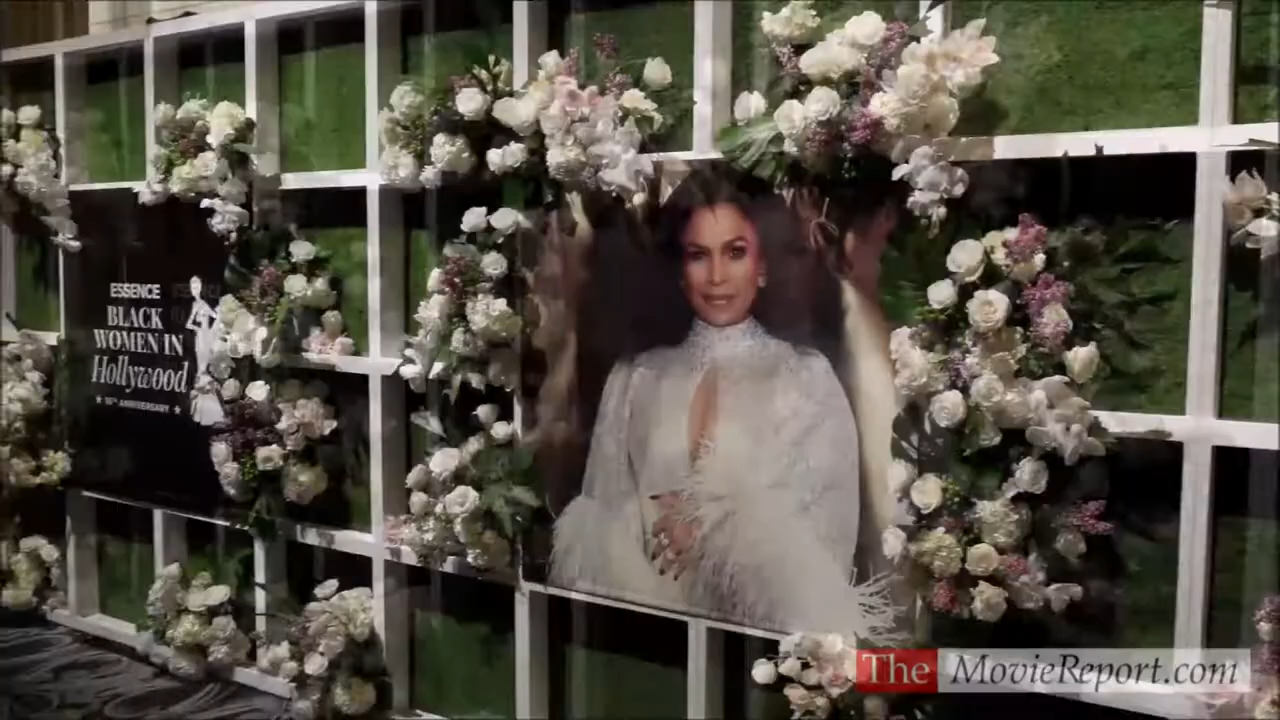 ESSENCE
BLACK
WOMEN IN
Hollywood
The MovieReport.com